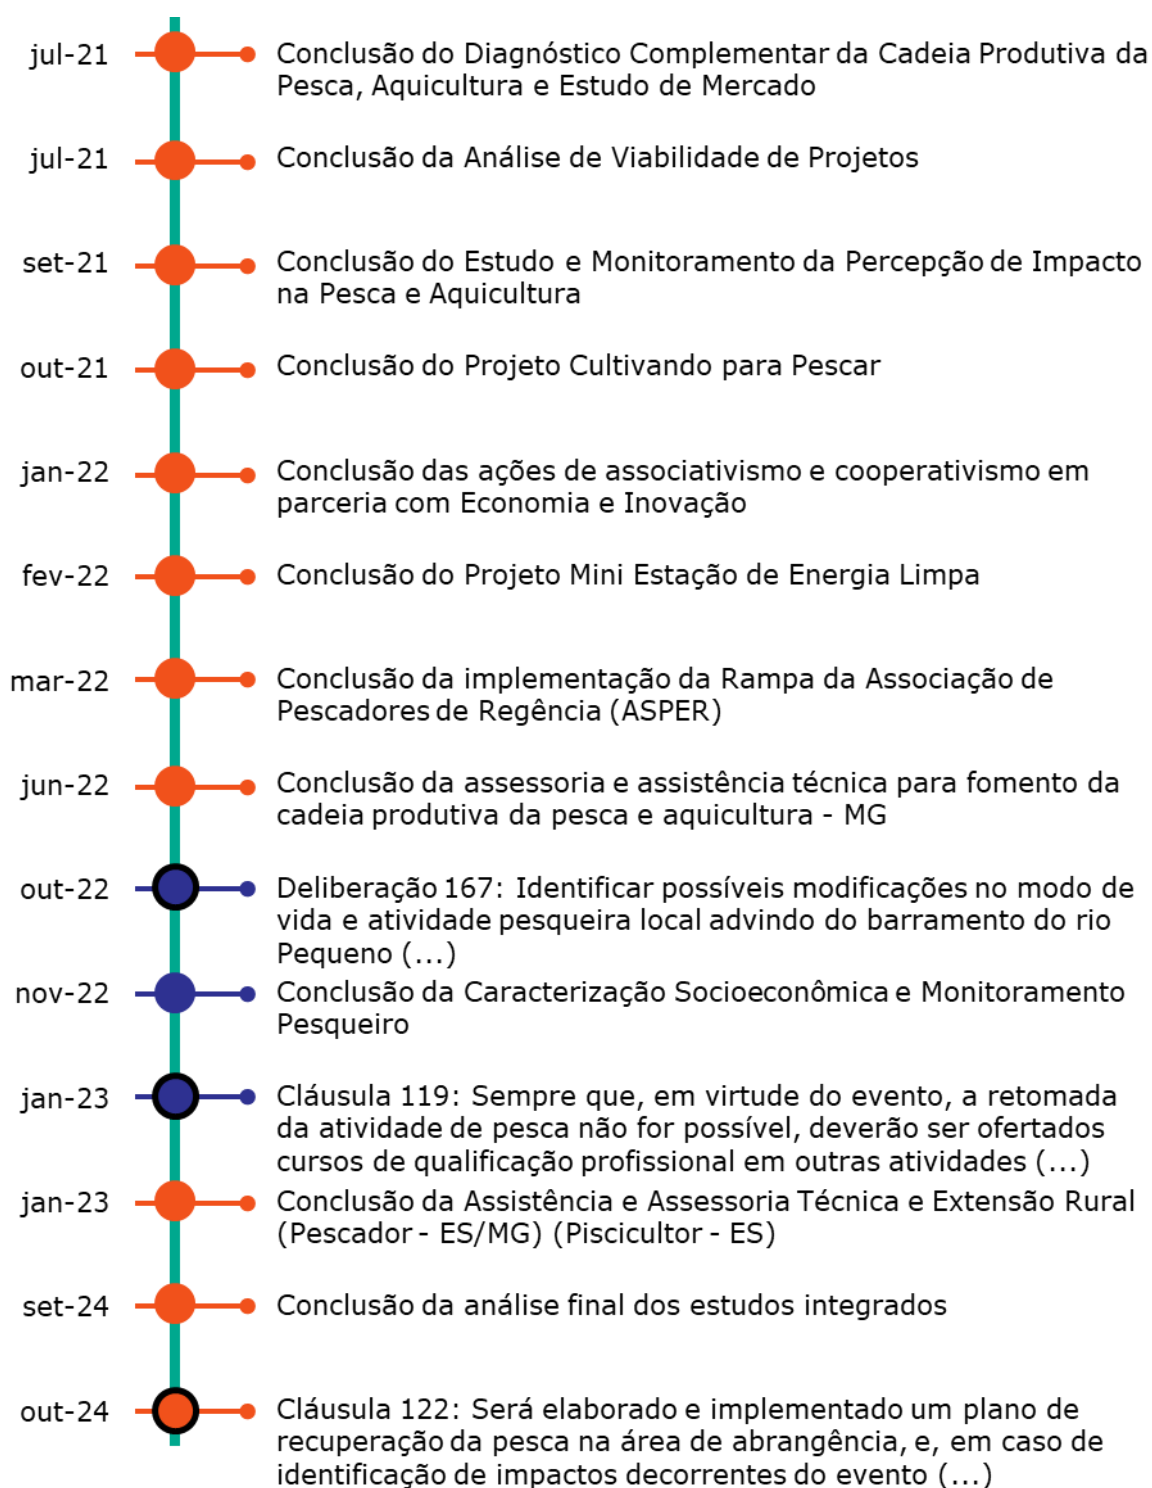 jul-21
Conclusão do Diagnóstico Complementar da Cadeia Produtiva da
Pesca, Aquicultura e Estudo de Mercado
jul-21
Conclusão da Análise de Viabilidade de Projetos
set-21
Conclusão do Estudo e Monitoramento da Percepção de Impacto
na Pesca e Aquicultura
out-21
Conclusão do Projeto Cultivando para Pescar
jan-22
Conclusão das ações de associativismo e cooperativismo em
parceria com Economia e Inovação
fev-22
Conclusão do Projeto Mini Estação de Energia Limpa
mar-22
Conclusão da implementação da Rampa da Associação de
Pescadores de Regência (ASPER)
jun-22
Conclusão da assessoria e assistência técnica para fomento da
cadeia produtiva da pesca e aquicultura - MG
out-22
Deliberação 167: Identificar possíveis modificações no modo de
vida e atividade pesqueira local advindo do barramento do rio
Pequeno (...)
nov-22
Conclusão da Caracterização Socioeconômica e Monitoramento
Pesqueiro
jan-23
Cláusula 119: Sempre que, em virtude do evento, a retomada
da atividade de pesca não for possível, deverão ser ofertados
cursos de qualificação profissional em outras atividades (...)
jan-23
Conclusão da Assistência e Assessoria Técnica e Extensão Rural
(Pescador - ES/MG) (Piscicultor - ES)
set-24
Conclusão da análise final dos estudos integrados
out-24
Cláusula 122: Será elaborado e implementado um plano de
recuperação da pesca na área de abrangência, e, em caso de
identificação de impactos decorrentes do evento (...)